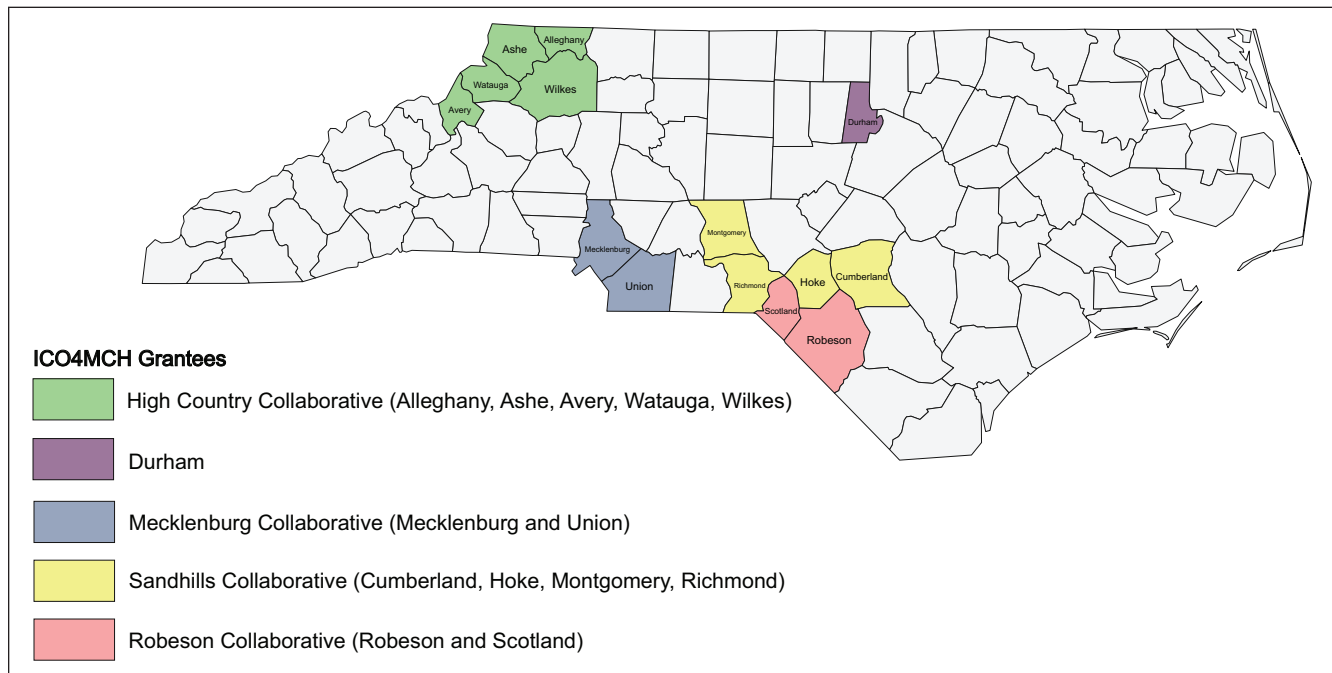 Alleghany
Ashe
Watauga
Wilkes
Avery
Durham
Montgomery
Mecklenburg
Cumberland
Hoke
Union
Richmond
Scotland
Robeson
ICO4MCH Grantees
High Country Collaborative (Alleghany, Ashe, Avery, Watauga, Wilkes)
Durham
Mecklenburg Collaborative (Mecklenburg and Union)
Sandhills Collaborative (Cumberland, Hoke, Montgomery, Richmond)
Robeson Collaborative (Robeson and Scotland)